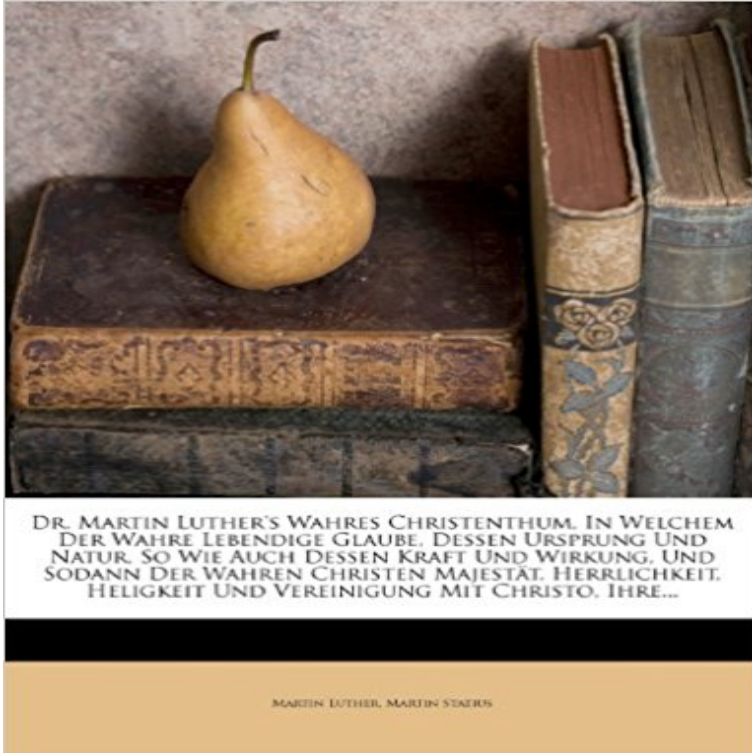 Dr. Martin Luther's Wahres Christenthum, In Welchem
Der Wahre Lebendige Glaube, Dessen Ursprung Und
Natur, So Wie Auch Dessen Kraft Und Wirkung, Und
Sodann Der Wahren Christen Majestät, Herrlichkeit,
Heligkeit Und Vereinigung Mit Christo, Ihre...
Martin Luther, Martin Statius